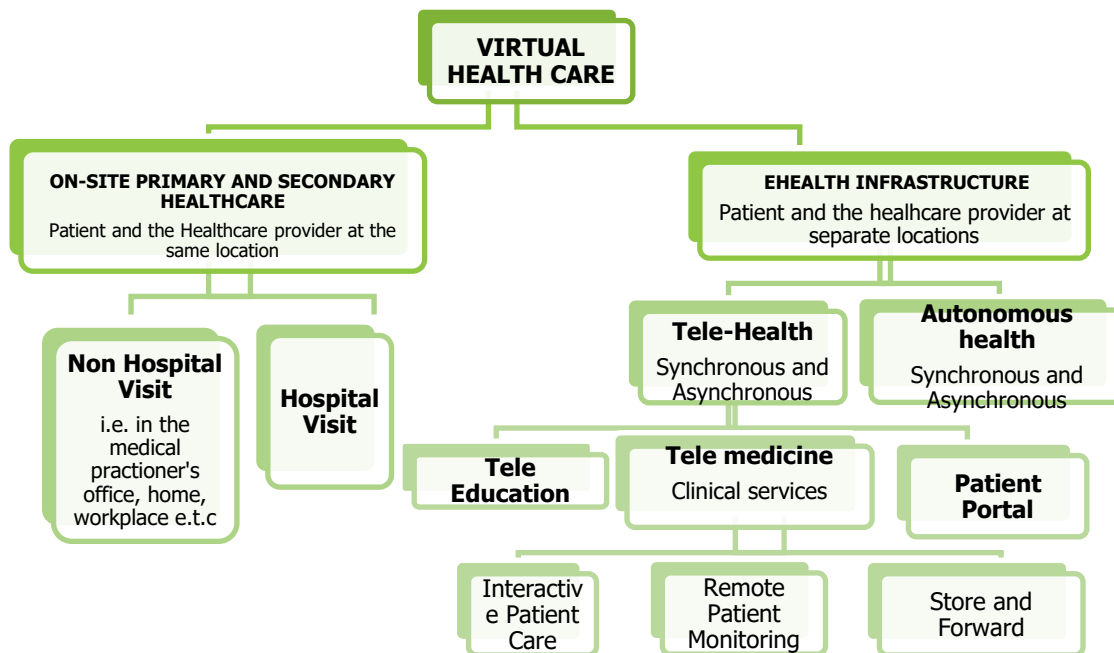 VIRTUAL
HEALTH CARE
ON-SITE PRIMARY AND SECONDARY
HEALTHCARE
Patient and the Healthcare provider at the
same location
EHEALTH INFRASTRUCTURE
Patient and the healhcare provider at
separate locations
Non Hospital
Visit
i.e. in the
medical
practioner's
office, home,
workplace e.t.c
Hospital
Visit
Tele-Health
Synchronous and
Asynchronous
Autonomous
health
Synchronous and
Asynchronous
Tele
Education
Tele medicine
Clinical services
Patient
Portal
Interactiv
e Patient
Care
Remote
Patient
Monitoring
Store and
Forward